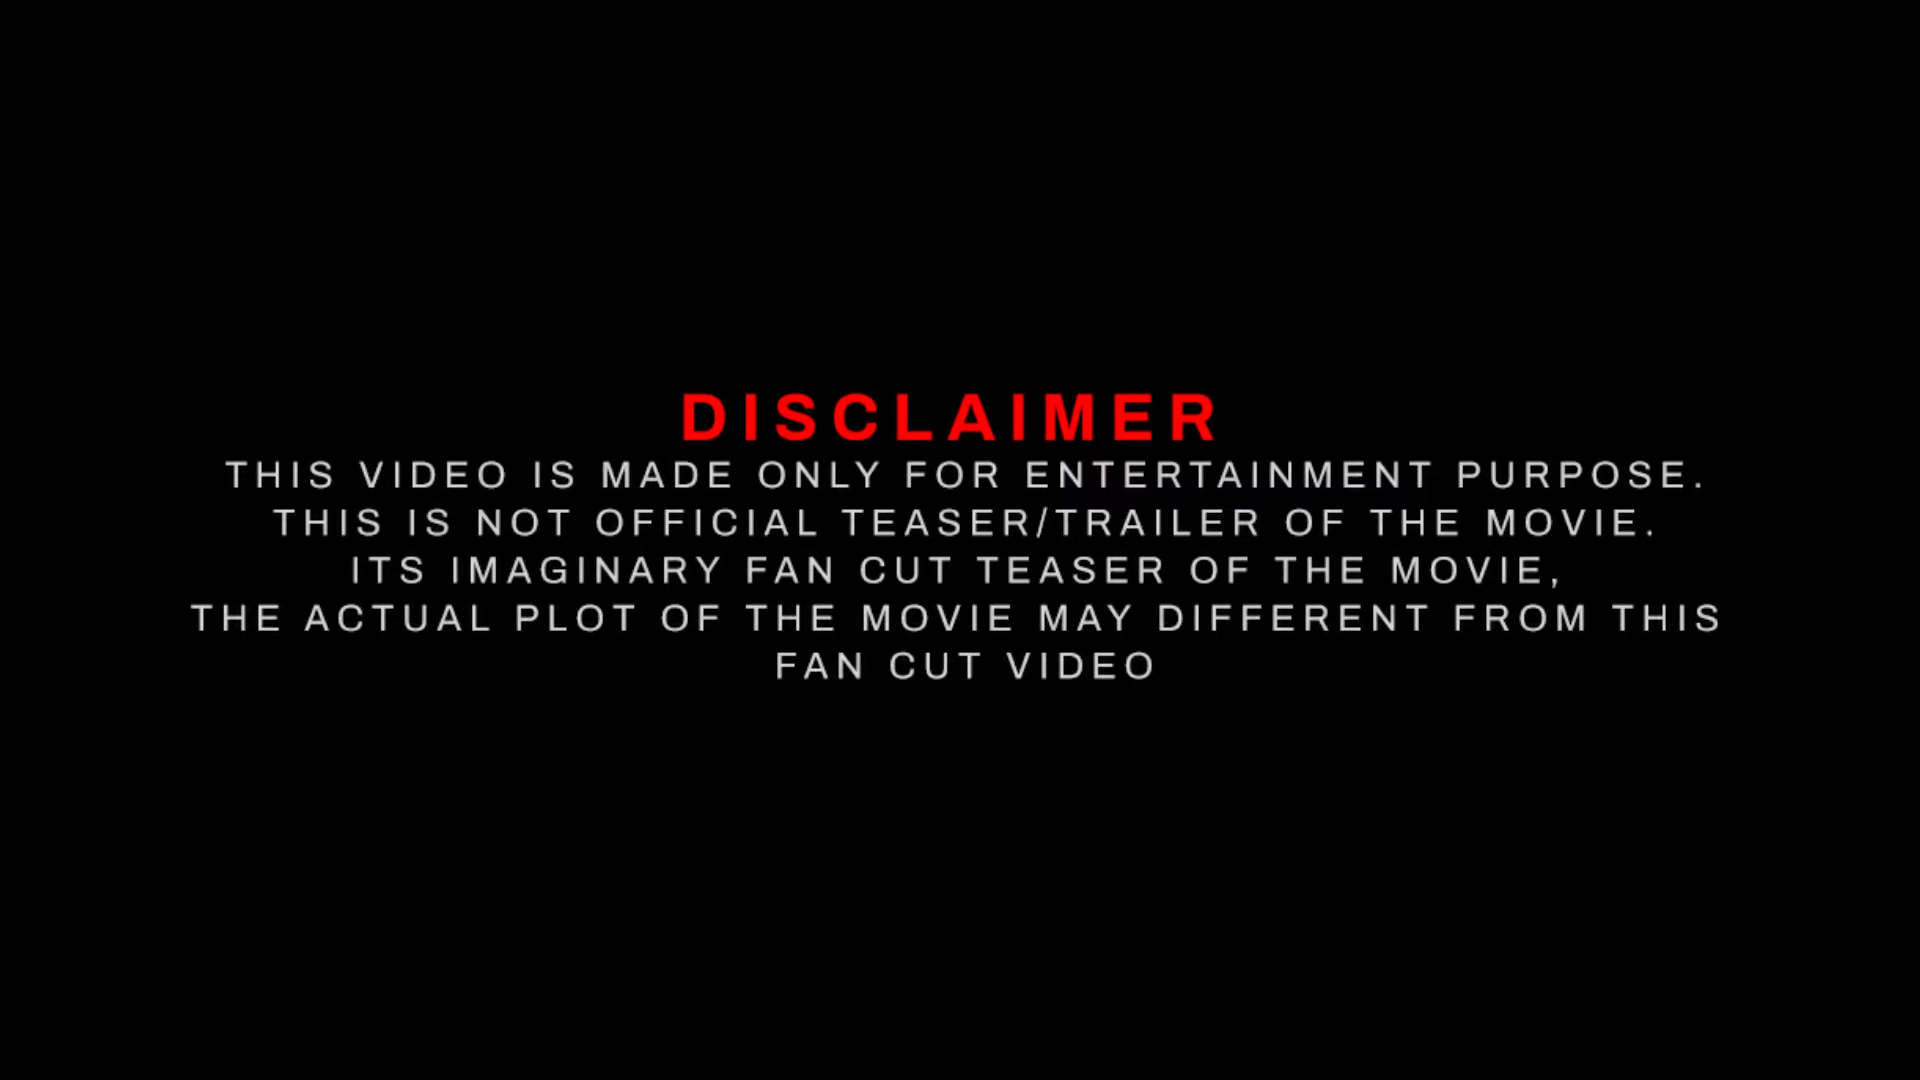 DISCLAIMER
THIS VIDEO IS MADE ONLY FOR ENTERTAINMENT PURPOSE.
THIS IS NOT OFFICIAL TEASER/TRAILER OF THE MOVIE.
ITS IMAGINARY FAN CUT TEASER OF THE MOVIE,
THE ACTUAL PLOT OF THE MOVIE MAY DIFFERENT FROM THIS
FAN CUT VIDEO